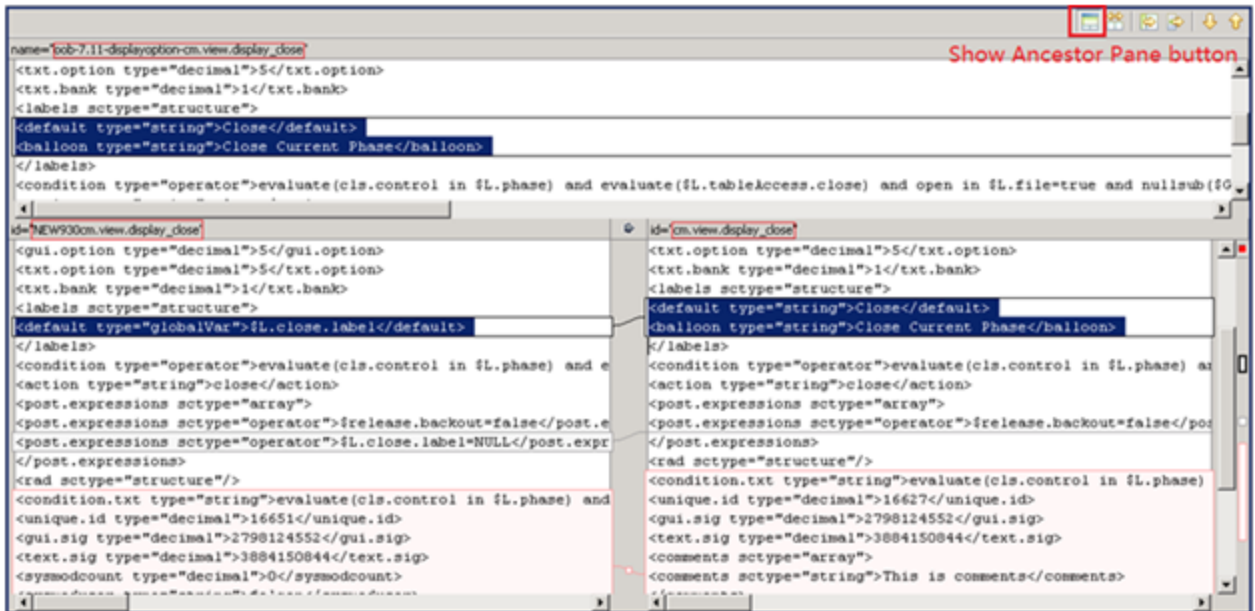 name="oob-7.11-displayoption-cm.view.display_close"
Show Ancestor Pane button
<txt.option type="decimal">5</txt.option>
<txt.bank type="decimal">1</txt.bank>
<labels sctype="structure">
<default type="string">Close</default>
<balloon type="string">Close Current Phase</balloon>
</labels>
<condition type="operator">evaluate(cls.control in $L.phase) and evaluate($L.tableAccess.close) and open in $L.file=true and nullsub($G
id="NEW930cm.view.display_close"
<gui.option type="decimal">5</gui.option>
<txt.option type="decimal">5</txt.option>
<txt.bank type="decimal">1</txt.bank>
<labels sctype="structure">
<default type="globalVar">$L.close.label</default>
</labels>
<condition type="operator">evaluate(cls.control in $L.phase) and e
<action type="string">close</action>
<post.expressions sctype="array">
<post.expressions sctype="operator">$release.backout=false</post.e
<post.expressions sctype="operator">$L.close.label=NULL</post.expr
</post.expressions>
<rad sctype="structure"/>
<condition.txt type="string">evaluate(cls.control in $L.phase) and
<unique.id type="decimal">16651</unique.id>
<gui.sig type="decimal">2798124552</gui.sig>
<text.sig type="decimal">3884150844</text.sig>
<sysmodcount type="decimal">0</sysmodcount>
id="cm.view.display_close"
<txt.option type="decimal">5</txt.option>
<txt.bank type="decimal">1</txt.bank>
<labels sctype="structure">
<default type="string">Close</default>
<balloon type="string">Close Current Phase</balloon>
</labels>
<condition type="operator">evaluate(cls.control in $L.phase) a
<action type="string">close</action>
<post.expressions sctype="array">
<post.expressions sctype="operator">$release.backout=false</pos
</post.expressions>
<rad sctype="structure"/>
<condition.txt type="string">evaluate(cls.control in $L.phase)
<unique.id type="decimal">16627</unique.id>
<gui.sig type="decimal">2798124552</gui.sig>
<text.sig type="decimal">3884150844</text.sig>
<comments sctype="array">
<comments sctype="string">This is comments</comments>